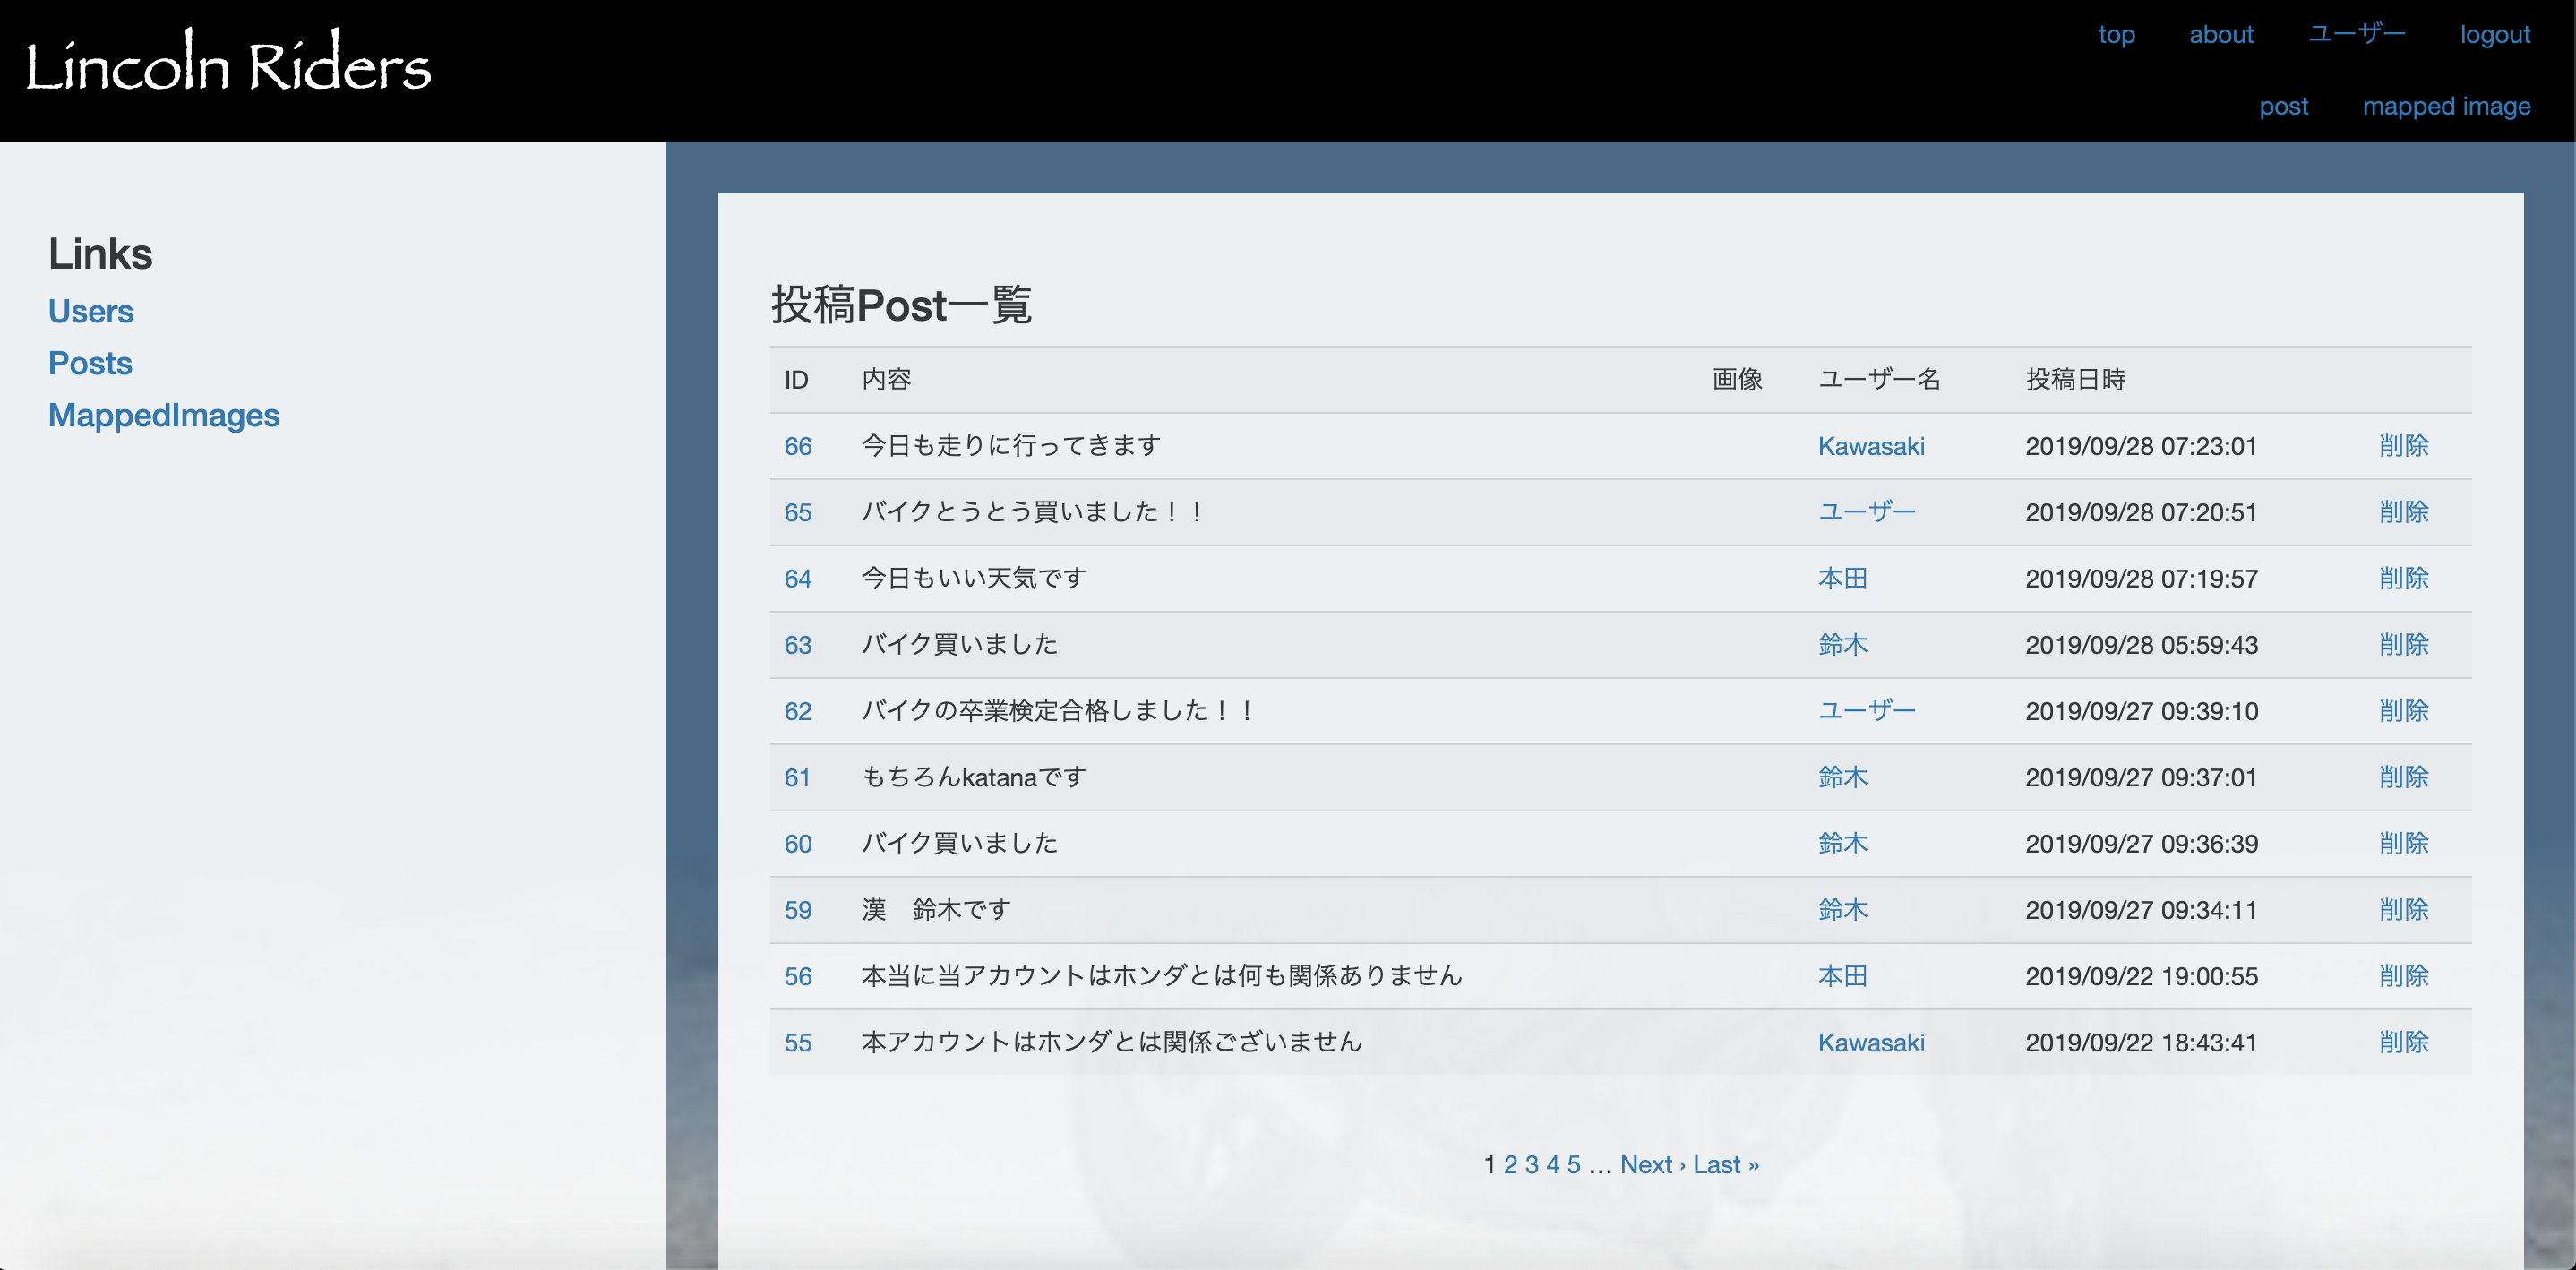 Lincoln Riders
top about ユーザー logout
post mapped image
Links
Users
Posts
MappedImages
投稿Post一覧
ID 内容 画像 ユーザー名 投稿日時
66 今日も走りに行ってきます Kawasaki 2019/09/28 07:23:01 削除
65 バイクとうとう買いました！！ ユーザー 2019/09/28 07:20:51 削除
64 今日もいい天気です 本田 2019/09/28 07:19:57 削除
63 バイク買いました 鈴木 2019/09/28 05:59:43 削除
62 バイクの卒業検定合格しました！！ ユーザー 2019/09/27 09:39:10 削除
61 もちろんkatanaです 鈴木 2019/09/27 09:37:01 削除
60 バイク買いました 鈴木 2019/09/27 09:36:39 削除
59 漢　鈴木です 鈴木 2019/09/27 09:34:11 削除
56 本当に当アカウントはホンダとは何も関係ありません 本田 2019/09/22 19:00:55 削除
55 本アカウントはホンダとは関係ございません Kawasaki 2019/09/22 18:43:41 削除
1 2 3 4 5 … Next › Last »